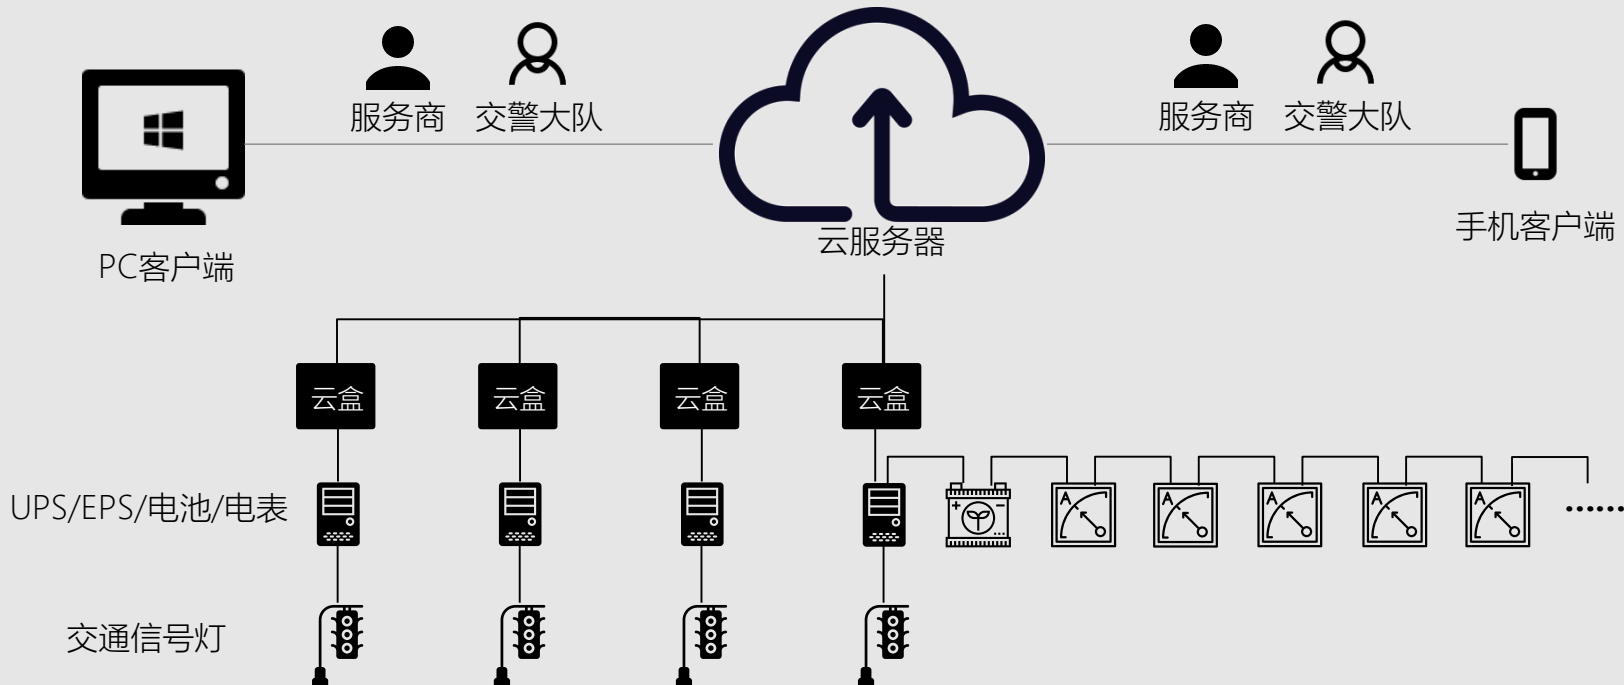 服务商
交警大队
服务商
交警大队
云服务器
手机客户端
PC客户端
云盒
云盒
云盒
云盒
UPS/EPS/电池/电表
A
A
A
A
A
······
交通信号灯